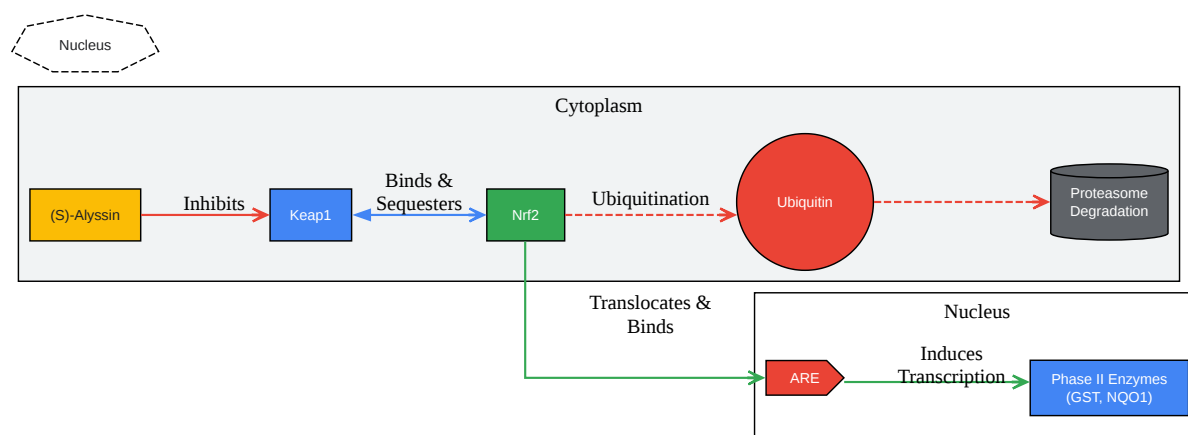 Nucleus
Cytoplasm
(S)-Alyssin
Inhibits
Keap1
Binds &
Sequesters
Nrf2
Ubiquitination
Ubiquitin
Proteasome
Degradation
Translocates &
Binds
Nucleus
ARE
Induces
Transcription
Phase II Enzymes
(GST, NQO1)